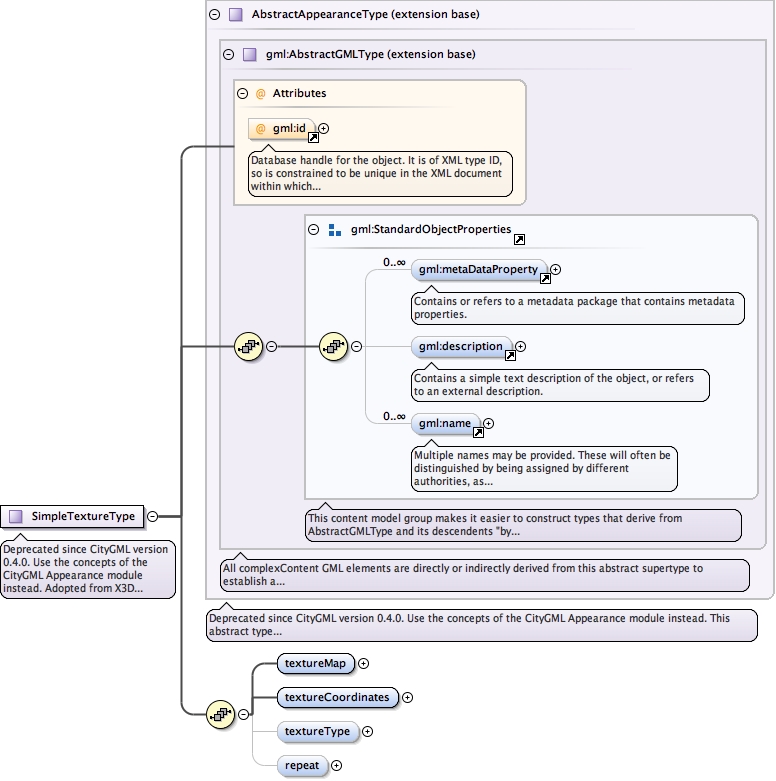 AbstractAppearanceType (extension base)
gml:AbstractGMLType (extension base)
@ Attributes
@ gml:id
Database handle for the object. It is of XML type ID,
so is constrained to be unique in the XML document
within which...
gml:StandardObjectProperties
0..∞
gml:metaDataProperty
Contains or refers to a metadata package that contains metadata
properties.
gml:description
Contains a simple text description of the object, or refers
to an external description.
0..∞
gml:name
Multiple names may be provided. These will often be
distinguished by being assigned by different
authorities, as...
This content model group makes it easier to construct types that derive from
AbstractGMLType and its descendents "by...
All complexContent GML elements are directly or indirectly derived from this abstract supertype to
establish a...
Deprecated since CityGML version 0.4.0. Use the concepts of the CityGML Appearance module instead. This
abstract type...
SimpleTextureType
Deprecated since CityGML version
0.4.0. Use the concepts of the
CityGML Appearance module
instead. Adopted from X3D...
textureMap
textureCoordinates
textureType
repeat